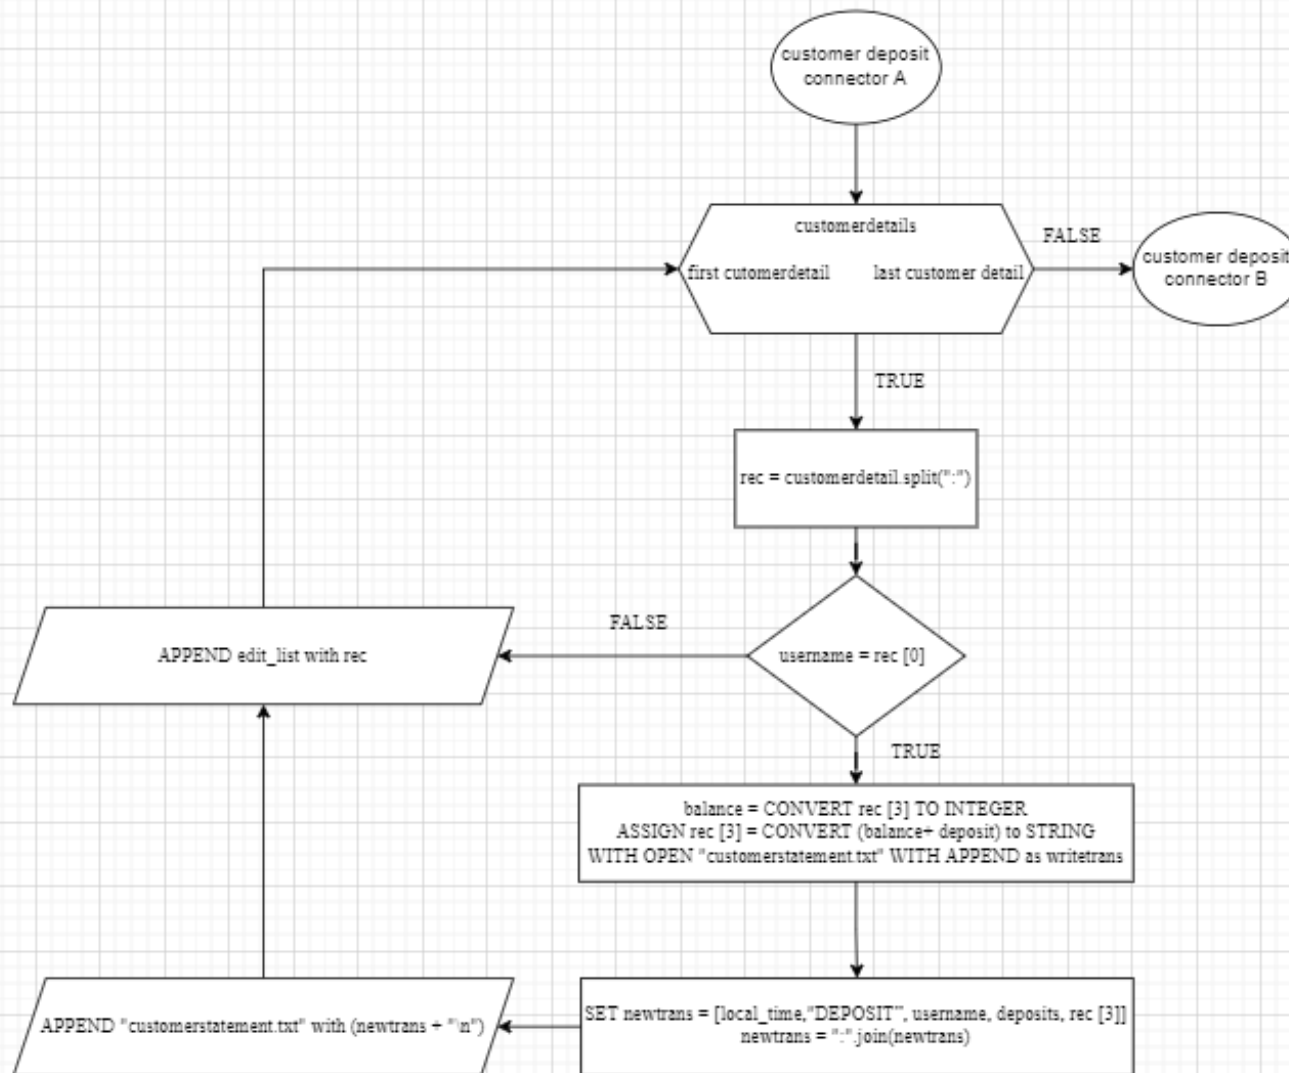 customer deposit
connector A
customerdetails
first cutomerdetail
last customer detail
FALSE
customer deposit
connector B
TRUE
rec = customerdetail.split(":")
FALSE
APPEND edit_list with rec
username = rec [0]
TRUE
balance = CONVERT rec [3] TO INTEGER
ASSIGN rec [3] = CONVERT (balance+ deposit) to STRING
WITH OPEN "customerstatement.txt" WITH APPEND as writetrans
APPEND "customerstatement.txt" with (newtrans + "\n")
SET newtrans = [local_time,"DEPOSIT", username, deposits, rec [3]]
newtrans = ":".join(newtrans)